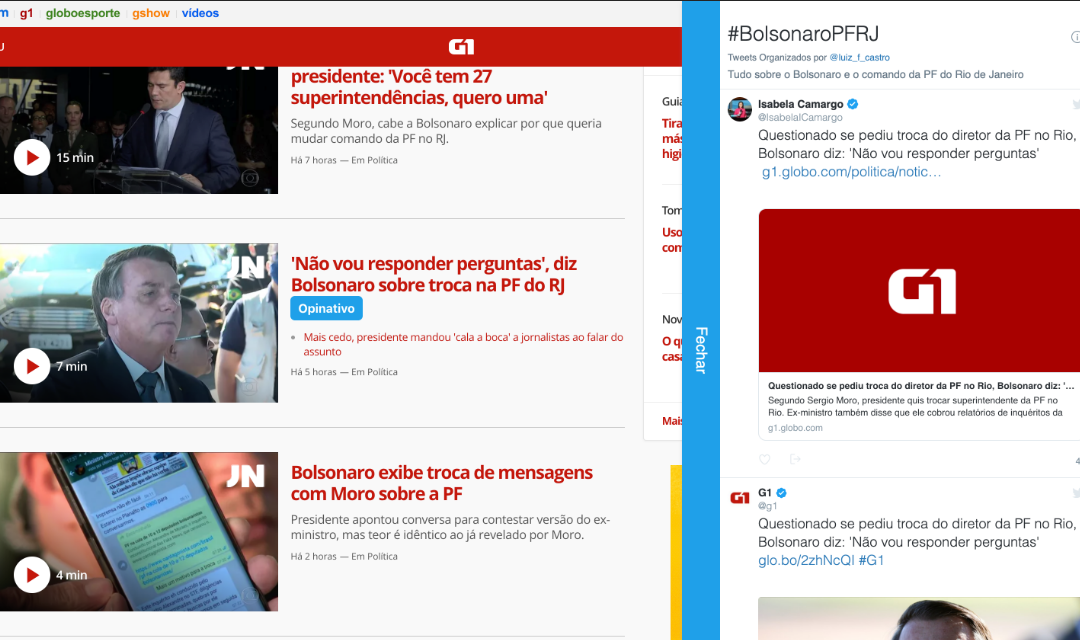 m
g1
globoesporte
gshow
vídeos
U
G1
JN
presidente: 'Você tem 27
superintendências, quero uma'
Segundo Moro, cabe a Bolsonaro explicar por que queria
mudar comando da PF no RJ.
15 min
Há 7 horas — Em Política
JN
'Não vou responder perguntas', diz
Bolsonaro sobre troca na PF do RJ
Opinativo
Mais cedo, presidente mandou 'cala a boca' a jornalistas ao falar do
assunto
7 min
Há 5 horas — Em Política
JN
Bolsonaro exibe troca de mensagens
com Moro sobre a PF
Presidente apontou conversa para contestar versão do ex-
ministro, mas teor é idêntico ao já revelado por Moro.
Há 2 horas — Em Política
4 min
Guia
Tira
más
higi
Tom
Uso
com
Nov
O qu
casa
Mais
Fechar
#BolsonaroPFRJ
Tweets Organizados por @luiz_f_castro
Tudo sobre o Bolsonaro e o comando da PF do Rio de Janeiro
Isabela Camargo
@IsabelalCamargo
Questionado se pediu troca do diretor da PF no Rio,
Bolsonaro diz: 'Não vou responder perguntas'
g1.globo.com/politica/notic…
G1
Questionado se pediu troca do diretor da PF no Rio, Bolsonaro diz: '...
Segundo Sergio Moro, presidente quis trocar superintendente da PF no
Rio. Ex-ministro também disse que ele cobrou relatórios de inquéritos da
g1.globo.com
4
G1
G1
@g1
Questionado se pediu troca do diretor da PF no Rio,
Bolsonaro diz: 'Não vou responder perguntas'
glo.bo/2zhNcQI #G1